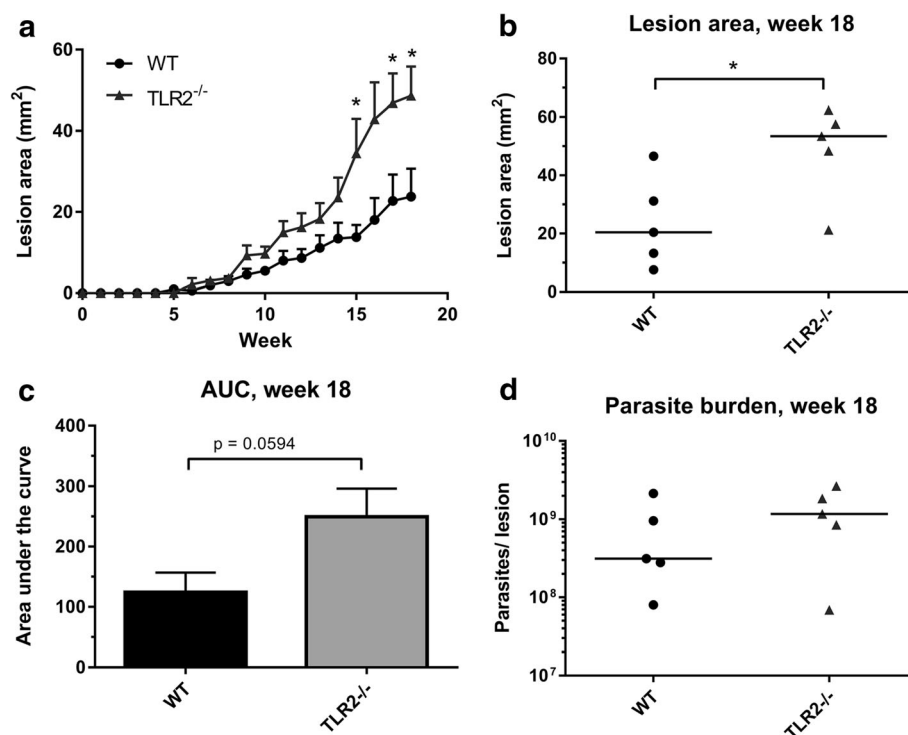 a
60
40
20
0
Lesion area (mm²)
WT
TLR2⁻/⁻
*
* *
0 5 10 15 20
Week
b
Lesion area, week 18
80
60
40
20
0
Lesion area (mm²)
*
WT
TLR2-/-
c
AUC, week 18
400
300
200
100
0
Area under the curve
p = 0.0594
WT
TLR2-/-
d
Parasite burden, week 18
10¹⁰
10⁹
10⁸
10⁷
Parasites/ lesion
WT
TLR2-/-